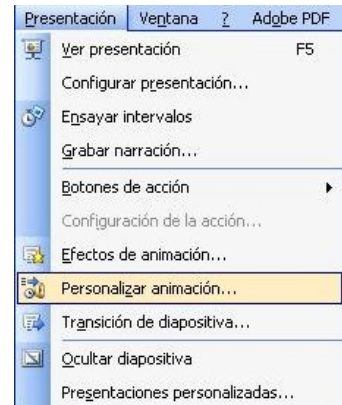 Presentación Ventana ? Adobe PDF
Ver presentación F5
Configurar presentación...
Ensayar intervalos
Grabar narración...
Botones de acción
Configuración de la acción...
Efectos de animación...
Personalizar animación...
Transición de diapositiva...
Ocultar diapositiva
Presentaciones personalizadas...